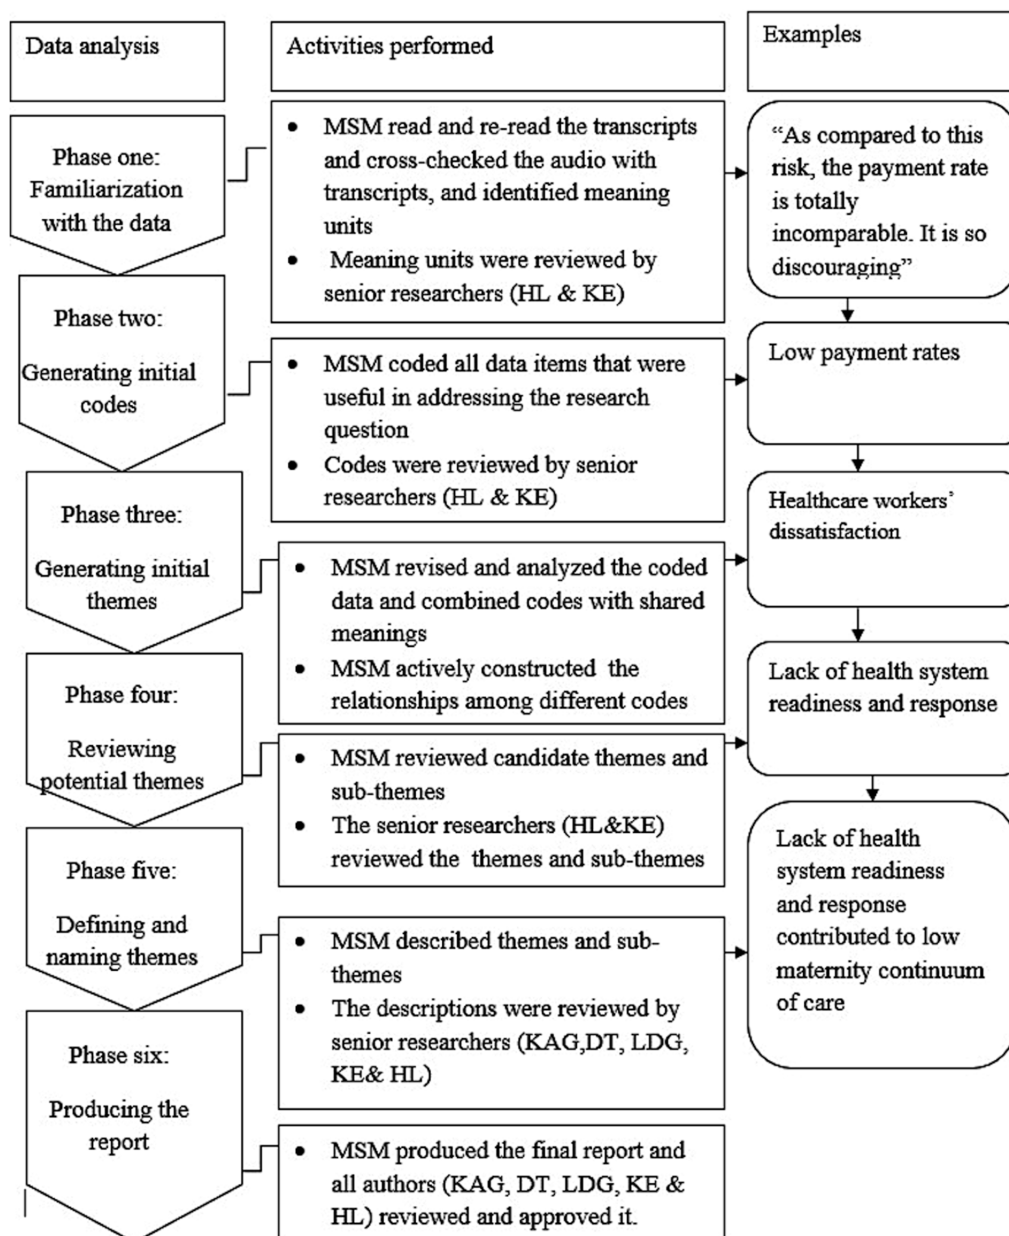 Data analysis
Activities performed
Examples
Phase one:
Familiarization
with the data
• MSM read and re-read the transcripts
and cross-checked the audio with
transcripts, and identified meaning
units
• Meaning units were reviewed by
senior researchers (HL & KE)
“As compared to this
risk, the payment rate
is totally
incomparable. It is so
discouraging”
Phase two:
Generating initial
codes
• MSM coded all data items that were
useful in addressing the research
question
• Codes were reviewed by senior
researchers (HL & KE)
Low payment rates
Phase three:
Generating initial
themes
• MSM revised and analyzed the coded
data and combined codes with shared
meanings
• MSM actively constructed the
relationships among different codes
Healthcare workers’
dissatisfaction
Phase four:
Reviewing
potential themes
• MSM reviewed candidate themes and
sub-themes
• The senior researchers (HL&KE)
reviewed the themes and sub-themes
Lack of health system
readiness and response
Phase five:
Defining and
naming themes
• MSM described themes and sub-
themes
• The descriptions were reviewed by
senior researchers (KAG,DT, LDG,
KE& HL)
Lack of health
system readiness
and response
contributed to low
maternity continuum
of care
Phase six:
Producing the
report
• MSM produced the final report and
all authors (KAG, DT, LDG, KE &
HL) reviewed and approved it.